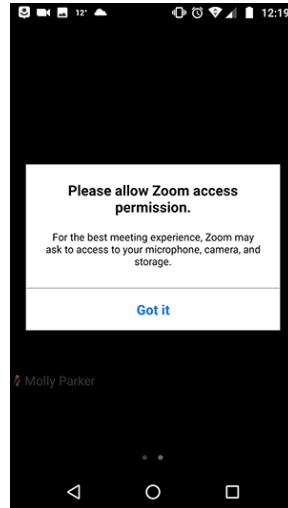 12° 12:19
Please allow Zoom access
permission.
For the best meeting experience, Zoom may
ask to access to your microphone, camera, and
storage.
Got it
Molly Parker